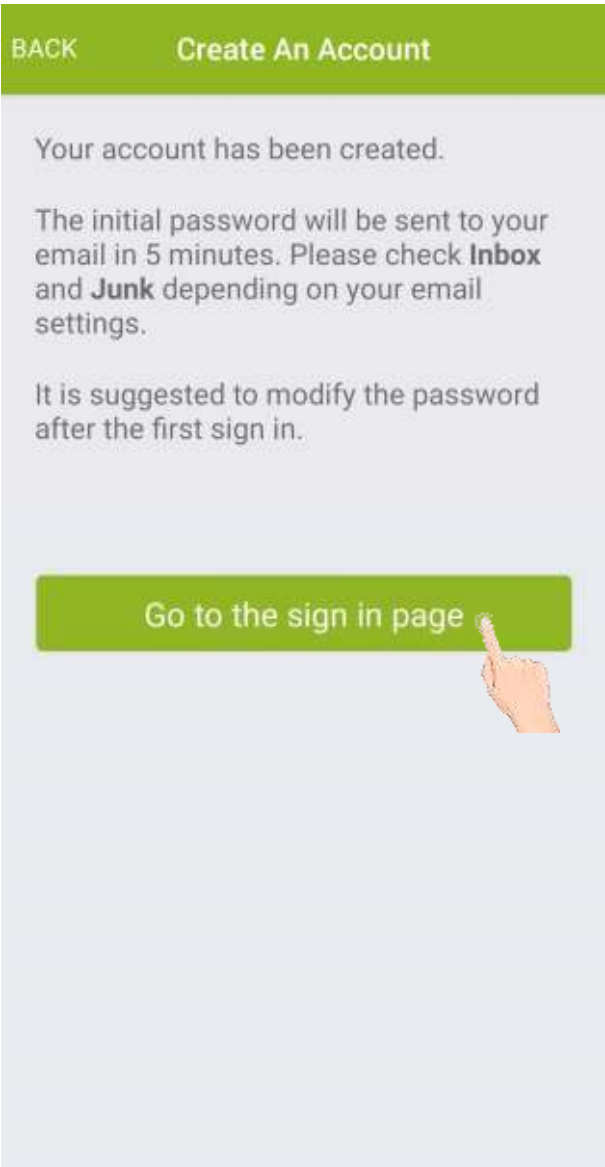 BACK
Create An Account
Your account has been created.
The initial password will be sent to your
email in 5 minutes. Please check Inbox
and Junk depending on your email
settings.
It is suggested to modify the password
after the first sign in.
Go to the sign in page